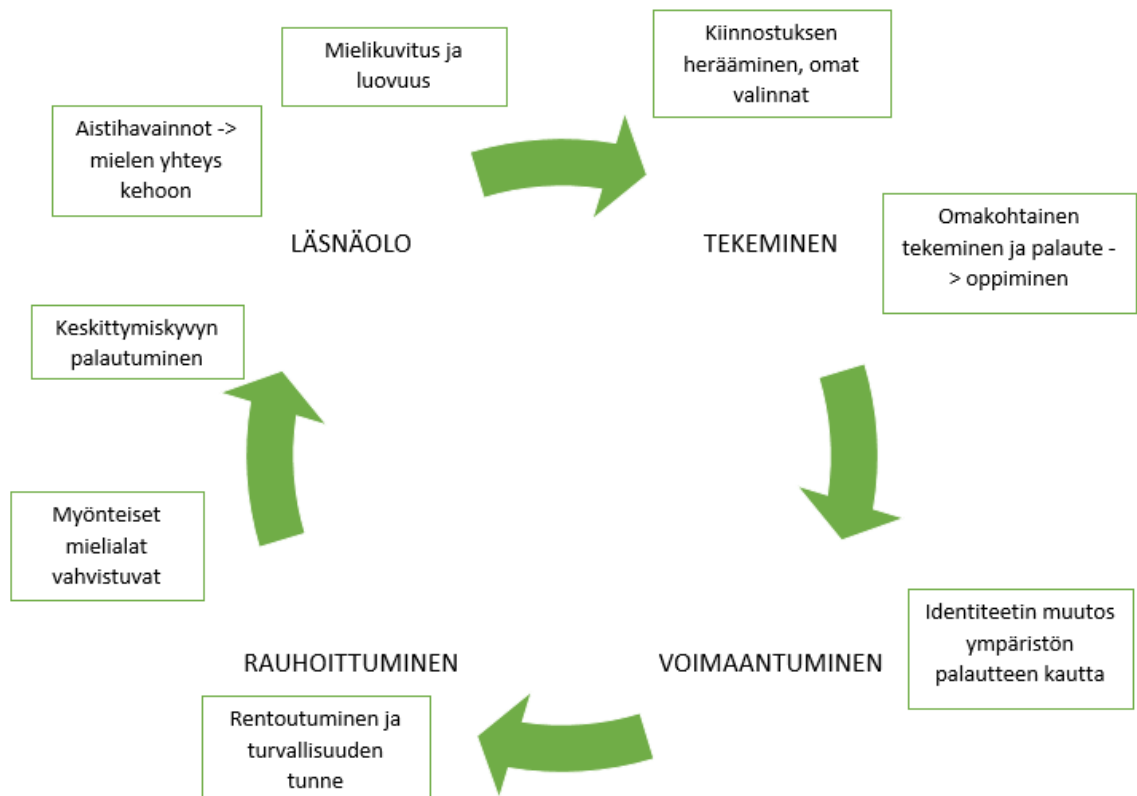 Mielikuvitus ja
luovuus
Kiinnostuksen
herääminen, omat
valinnat
Aistihavainnot ->
mielen yhteys
kehoon
Omakohtainen
tekeminen ja palaute -
> oppiminen
LÄSNÄOLO
TEKEMINEN
Keskittymiskyvyn
palautuminen
Myönteiset
mielialat
vahvistuvat
Identiteetin muutos
ympäristön
palautteen kautta
RAUHOITTUMINEN
VOIMAANTUMINEN
Rentoutuminen ja
turvallisuuden
tunne